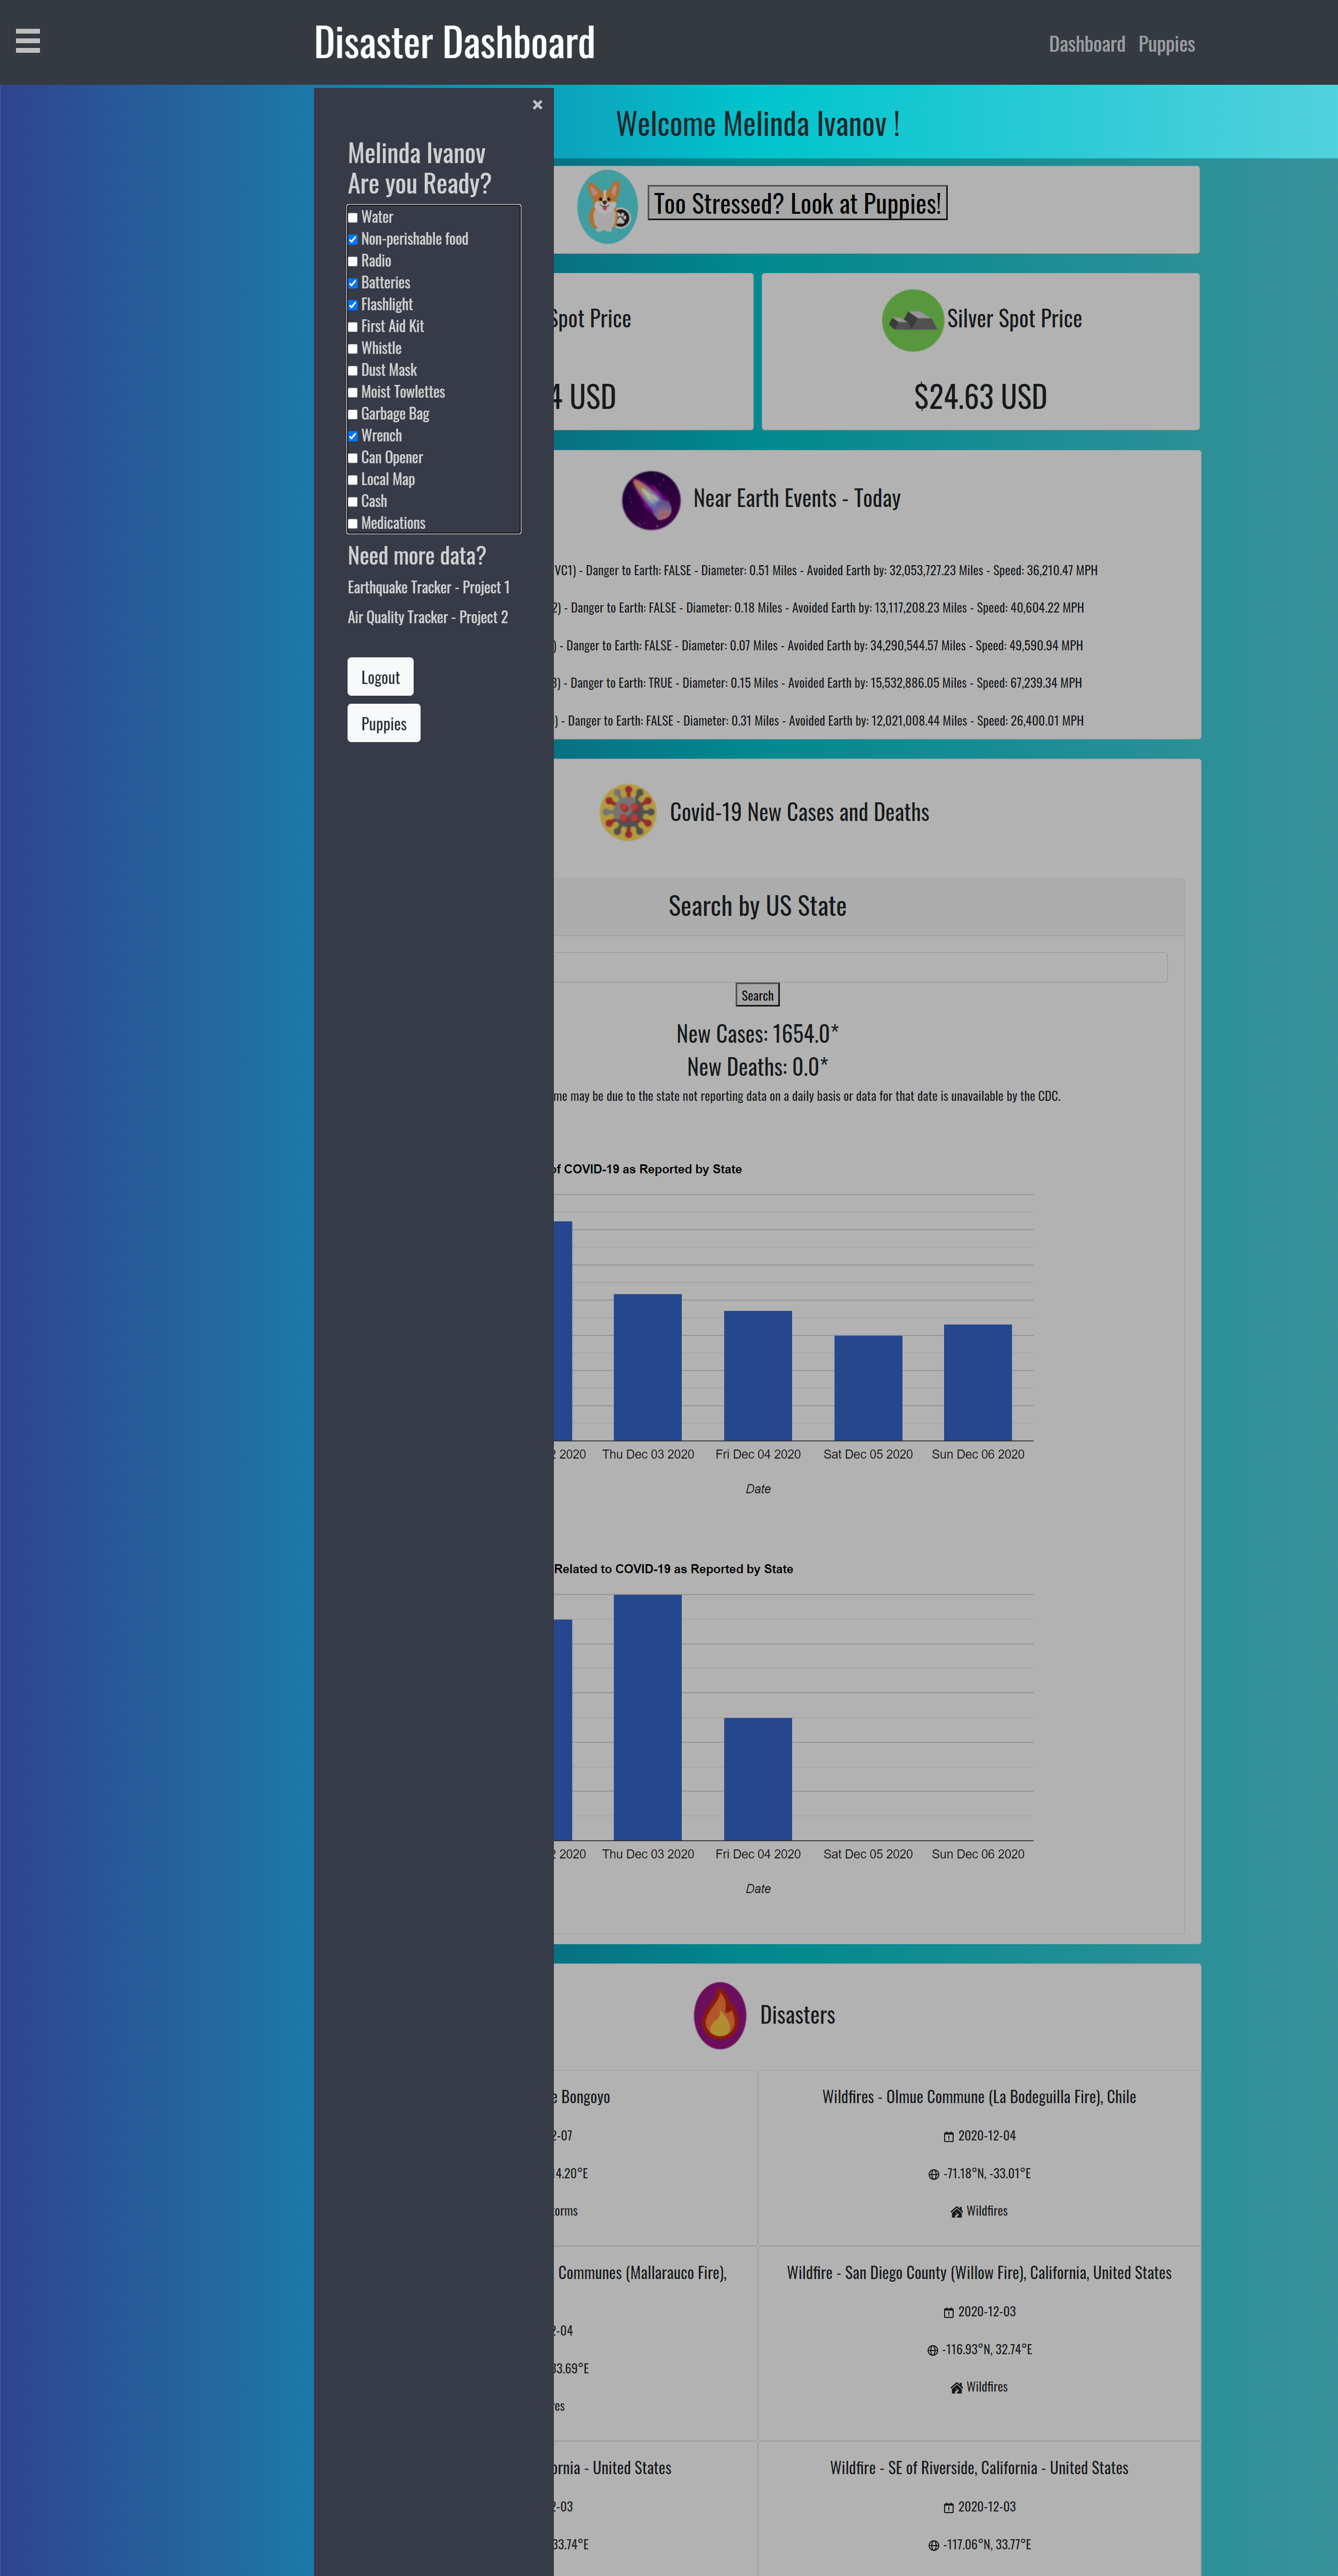 Disaster Dashboard
Dashboard Puppies
×
Welcome Melinda Ivanov !
Melinda Ivanov
Are you Ready?
Water
Non-perishable food
Radio
Batteries
Flashlight
First Aid Kit
Whistle
Dust Mask
Moist Towlettes
Garbage Bag
Wrench
Can Opener
Local Map
Cash
Medications
Need more data?
Earthquake Tracker - Project 1
Air Quality Tracker - Project 2
Logout
Puppies
Too Stressed? Look at Puppies!
Spot Price
4 USD
Silver Spot Price
$24.63 USD
Near Earth Events - Today
VC1) - Danger to Earth: FALSE - Diameter: 0.51 Miles - Avoided Earth by: 32,053,727.23 Miles - Speed: 36,210.47 MPH
2) - Danger to Earth: FALSE - Diameter: 0.18 Miles - Avoided Earth by: 13,117,208.23 Miles - Speed: 40,604.22 MPH
) - Danger to Earth: FALSE - Diameter: 0.07 Miles - Avoided Earth by: 34,290,544.57 Miles - Speed: 49,590.94 MPH
3) - Danger to Earth: TRUE - Diameter: 0.15 Miles - Avoided Earth by: 15,532,886.05 Miles - Speed: 67,239.34 MPH
) - Danger to Earth: FALSE - Diameter: 0.31 Miles - Avoided Earth by: 12,021,008.44 Miles - Speed: 26,400.01 MPH
Covid-19 New Cases and Deaths
Search by US State
Search
New Cases: 1654.0*
New Deaths: 0.0*
me may be due to the state not reporting data on a daily basis or data for that date is unavailable by the CDC.
of COVID-19 as Reported by State
2 2020 Thu Dec 03 2020 Fri Dec 04 2020 Sat Dec 05 2020 Sun Dec 06 2020
Date
Related to COVID-19 as Reported by State
2 2020 Thu Dec 03 2020 Fri Dec 04 2020 Sat Dec 05 2020 Sun Dec 06 2020
Date
Disasters
e Bongoyo
2-07
4.20°E
torms
Wildfires - Olmue Commune (La Bodeguilla Fire), Chile
2020-12-04
-71.18°N, -33.01°E
Wildfires
Communes (Mallarauco Fire),
2-04
33.69°E
res
Wildfire - San Diego County (Willow Fire), California, United States
2020-12-03
-116.93°N, 32.74°E
Wildfires
ornia - United States
2-03
33.74°E
Wildfire - SE of Riverside, California - United States
2020-12-03
-117.06°N, 33.77°E